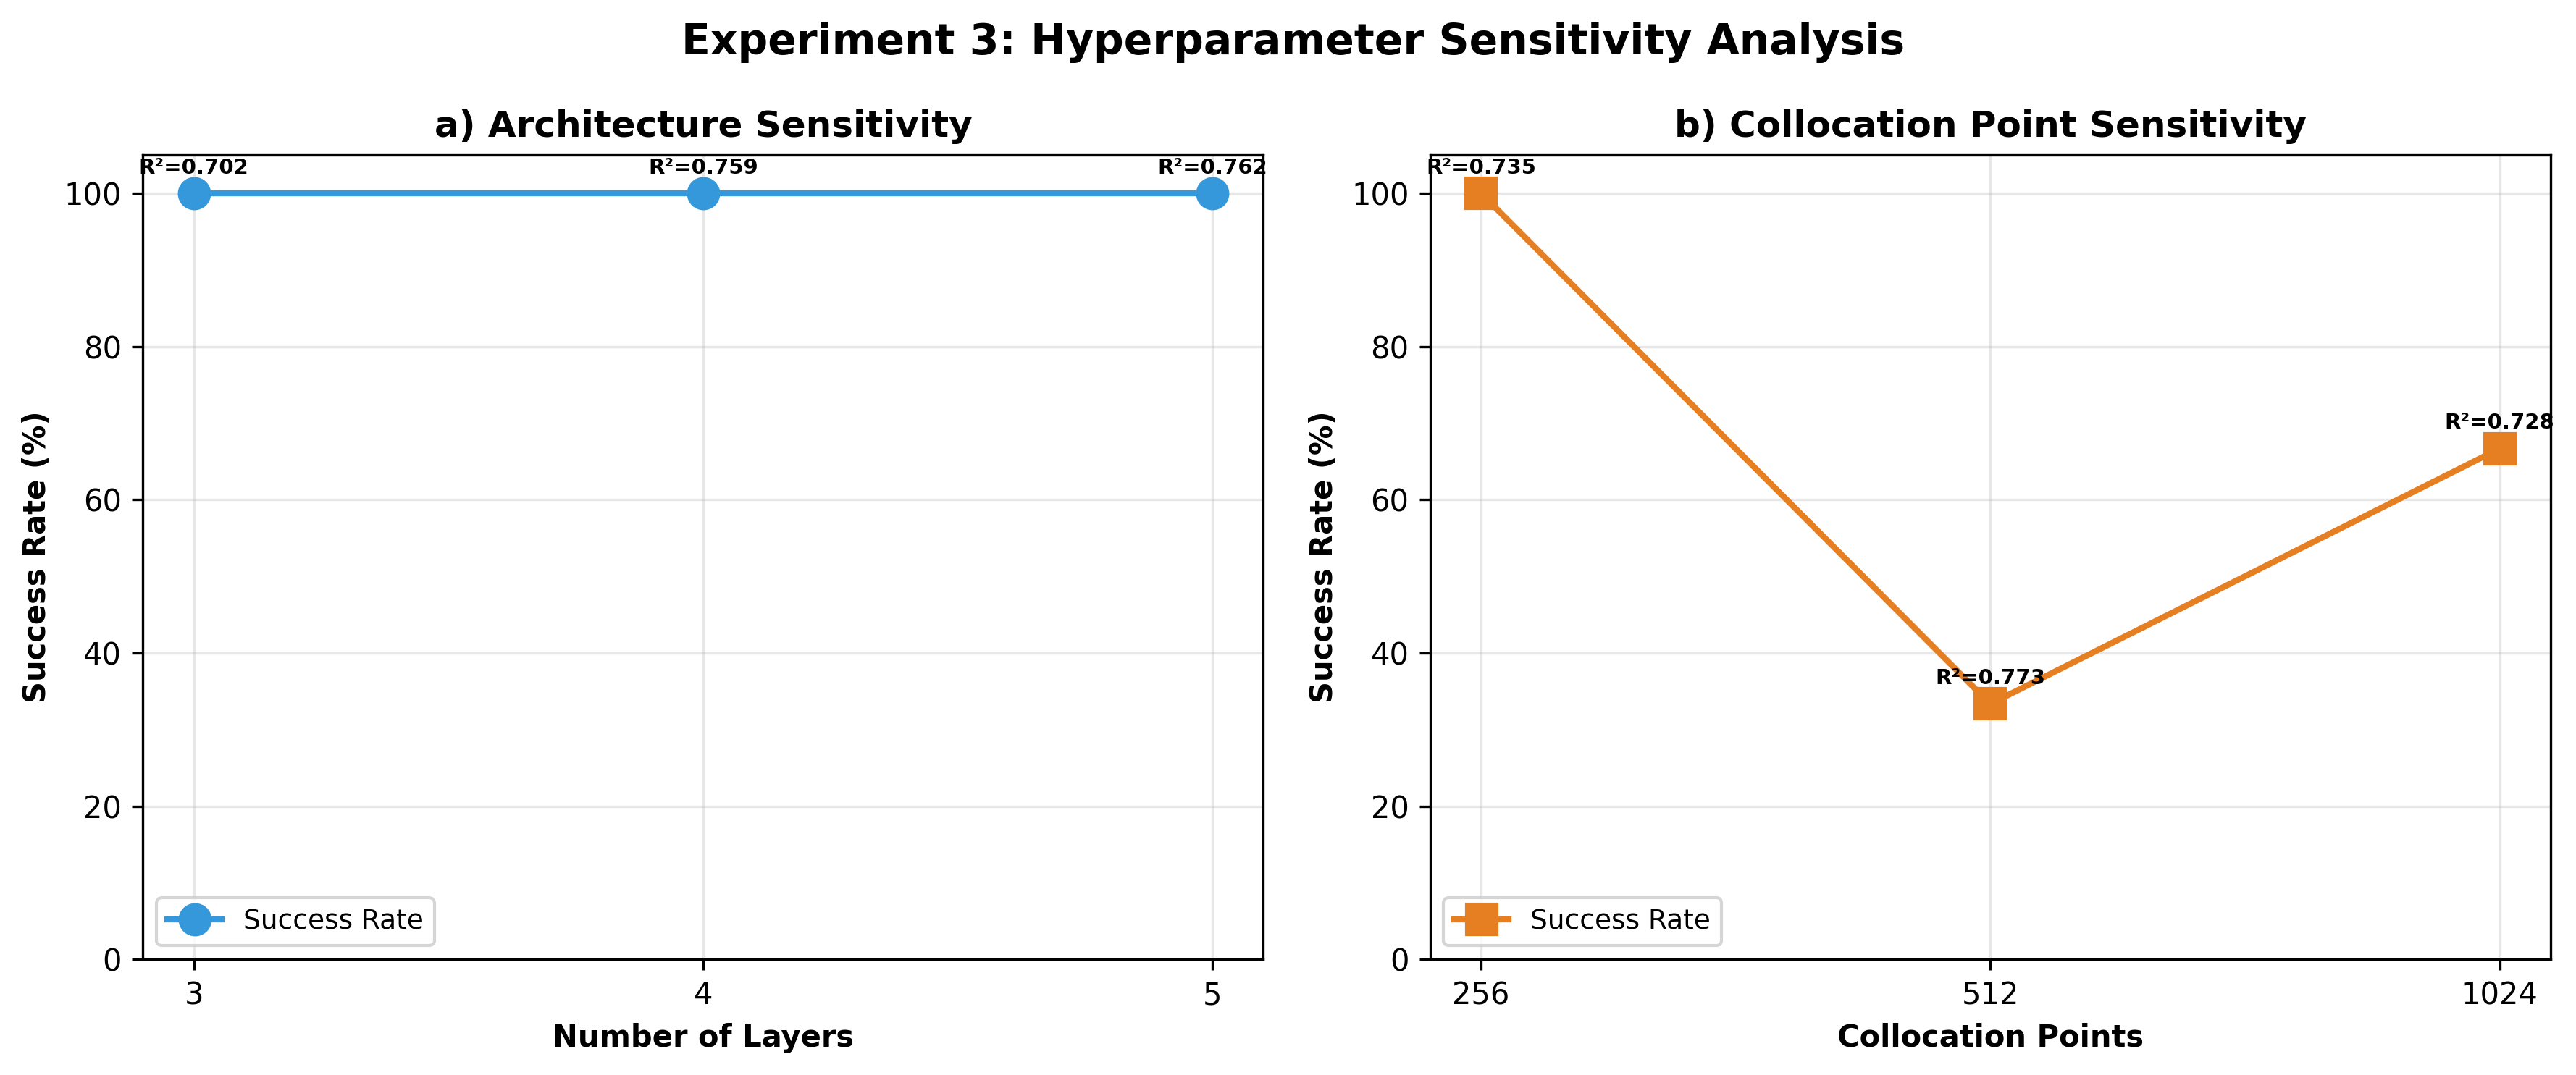 Experiment 3: Hyperparameter Sensitivity Analysis
a) Architecture Sensitivity
R²=0.702
R²=0.759
R²=0.762
100
80
60
40
20
0
Success Rate (%)
Success Rate
3
4
5
Number of Layers
b) Collocation Point Sensitivity
R²=0.735
R²=0.728
R²=0.773
100
80
60
40
20
0
Success Rate (%)
Success Rate
256
512
1024
Collocation Points